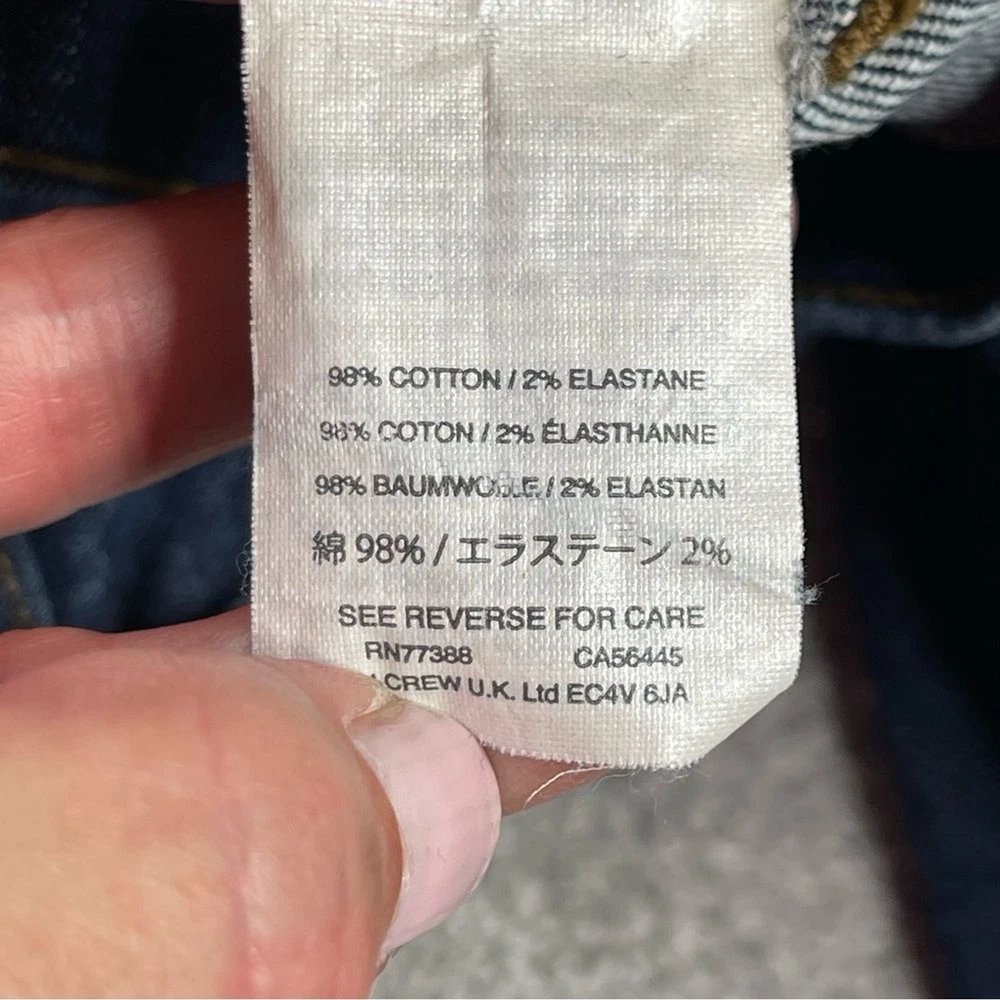 98% COTTON / 2% ELASTANE
98% COTON / 2% ÉLASTHANNE
98% BAUMWOLLE / 2% ELASTAN
綿 98% / エラステーン 2%
SEE REVERSE FOR CARE
RN77388 CA56445
CREW U.K. Ltd EC4V 6JA